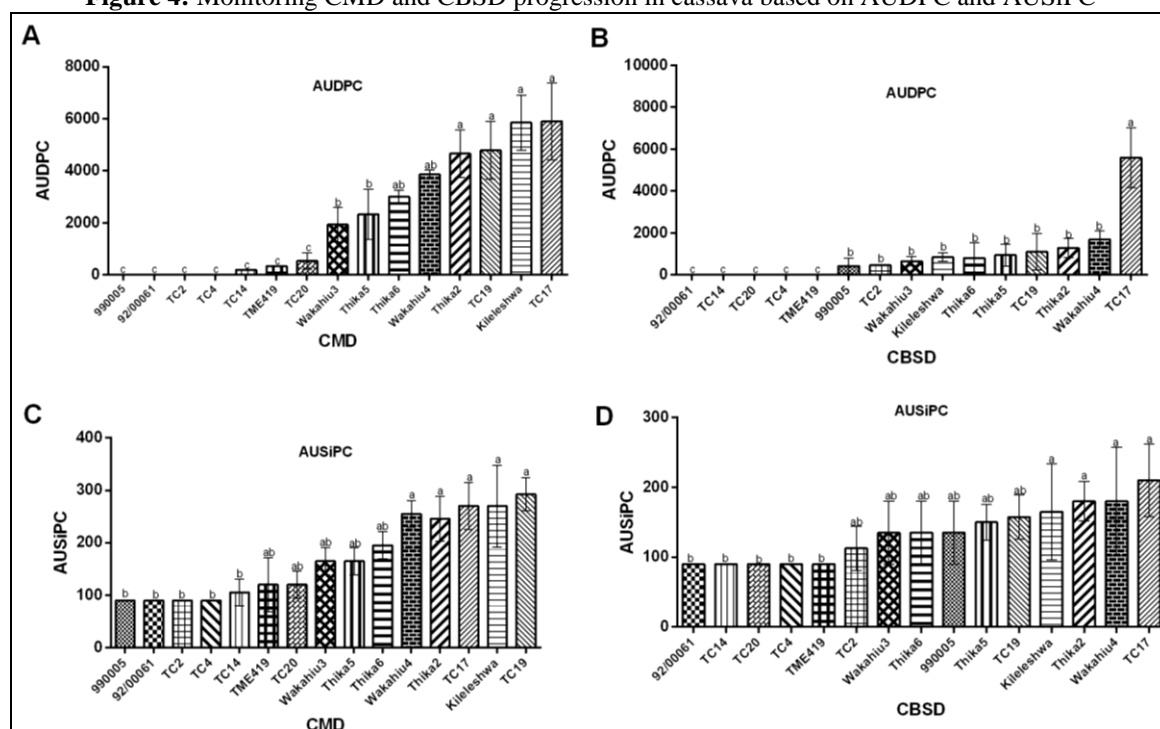 Figure 4: Monitoring CMD and CBSD progression in cassava based on AUDPC and AUSiPC
A
AUDPC
AUDPC
8000
6000
4000
2000
0
c c c c c c c b b ab ab a a a a
990005 92/00061 TC2 TC4 TC14 TME419 TC20 Wakahiu3 Thika5 Thika6 Wakahiu4 Thika2 TC19 Kileleshwa TC17
CMD
B
AUDPC
AUDPC
10000
8000
6000
4000
2000
0
c c c c c b b b b b b b b b a
92/00061 TC14 TC20 TC4 TME419 990005 TC2 Wakahiu3 Kileleshwa Thika6 Thika5 TC19 Thika2 Wakahiu4 TC17
CBSD
C
AUSiPC
AUSiPC
400
300
200
100
0
b b b b b ab ab ab ab ab a a a a a
990005 92/00061 TC2 TC4 TC14 TME419 TC20 Wakahiu3 Thika5 Thika6 Wakahiu4 Thika2 TC17 Kileleshwa TC19
CMD
D
AUSiPC
AUSiPC
300
200
100
0
b b b b b ab ab ab ab ab ab a a a a
92/00061 TC14 TC20 TC4 TME419 TC2 Wakahiu3 Thika6 990005 Thika5 TC19 Kileleshwa Thika2 Wakahiu4 TC17
CBSD